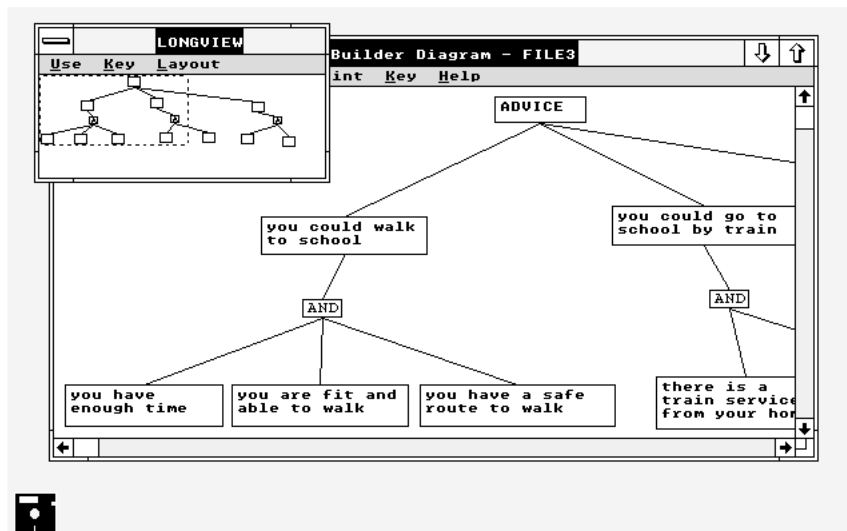 LONGVIEW
Use Key Layout
Builder Diagram - FILE3
int Key Help
ADVICE
you could walk
to school
you could go to
school by train
AND
AND
you have
enough time
you are fit and
able to walk
you have a safe
route to walk
there is a
train service
from your hom